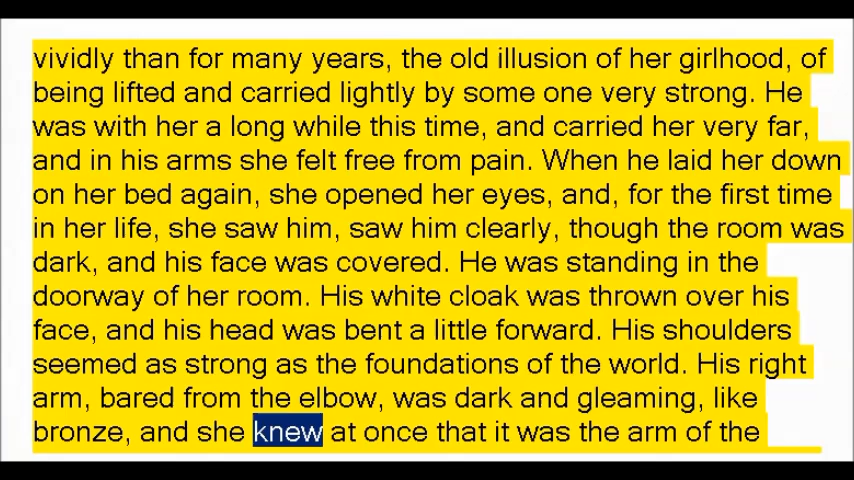 vividly than for many years, the old illusion of her girlhood, of
being lifted and carried lightly by some one very strong. He
was with her a long while this time, and carried her very far,
and in his arms she felt free from pain. When he laid her down
on her bed again, she opened her eyes, and, for the first time
in her life, she saw him, saw him clearly, though the room was
dark, and his face was covered. He was standing in the
doorway of her room. His white cloak was thrown over his
face, and his head was bent a little forward. His shoulders
seemed as strong as the foundations of the world. His right
arm, bared from the elbow, was dark and gleaming, like
bronze, and she knew at once that it was the arm of the